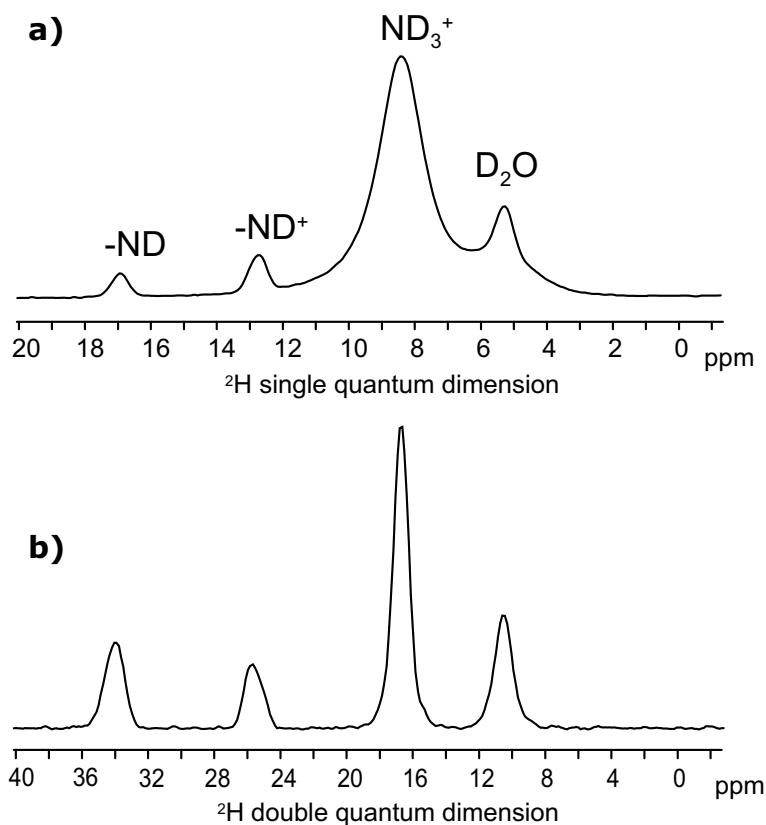 a)
ND₃⁺
D₂O
-ND⁺
-ND
20 18 16 14 12 10 8 6 4 2 0 ppm
²H single quantum dimension
b)
40 36 32 28 24 20 16 12 8 4 0 ppm
²H double quantum dimension